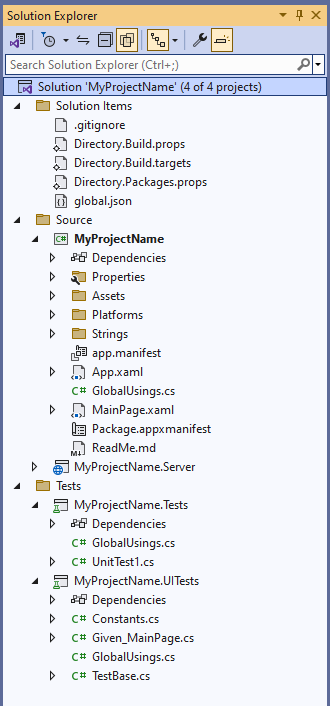 Solution Explorer
Search Solution Explorer (Ctrl+;)
Solution 'MyProjectName' (4 of 4 projects)
Solution Items
.gitignore
Directory.Build.props
Directory.Build.targets
Directory.Packages.props
global.json
Source
C# MyProjectName
Dependencies
Properties
Assets
Platforms
Strings
app.manifest
App.xaml
C# GlobalUsings.cs
MainPage.xaml
Package.appxmanifest
M ReadMe.md
MyProjectName.Server
Tests
MyProjectName.Tests
Dependencies
C# GlobalUsings.cs
C# UnitTest1.cs
MyProjectName.UITests
Dependencies
C# Constants.cs
C# Given_MainPage.cs
C# GlobalUsings.cs
C# TestBase.cs